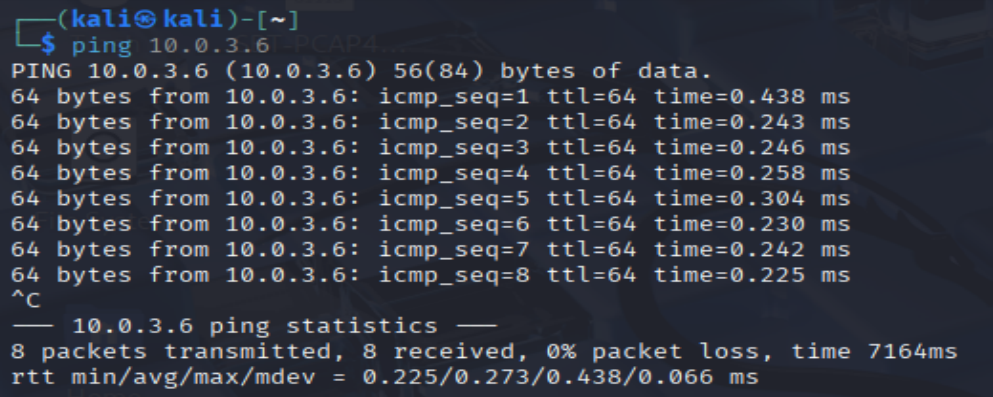 ┌──(kali㉿kali)-[~]
└─$ ping 10.0.3.6
PING 10.0.3.6 (10.0.3.6) 56(84) bytes of data.
64 bytes from 10.0.3.6: icmp_seq=1 ttl=64 time=0.438 ms
64 bytes from 10.0.3.6: icmp_seq=2 ttl=64 time=0.243 ms
64 bytes from 10.0.3.6: icmp_seq=3 ttl=64 time=0.246 ms
64 bytes from 10.0.3.6: icmp_seq=4 ttl=64 time=0.258 ms
64 bytes from 10.0.3.6: icmp_seq=5 ttl=64 time=0.304 ms
64 bytes from 10.0.3.6: icmp_seq=6 ttl=64 time=0.230 ms
64 bytes from 10.0.3.6: icmp_seq=7 ttl=64 time=0.242 ms
64 bytes from 10.0.3.6: icmp_seq=8 ttl=64 time=0.225 ms
^C
--- 10.0.3.6 ping statistics ---
8 packets transmitted, 8 received, 0% packet loss, time 7164ms
rtt min/avg/max/mdev = 0.225/0.273/0.438/0.066 ms